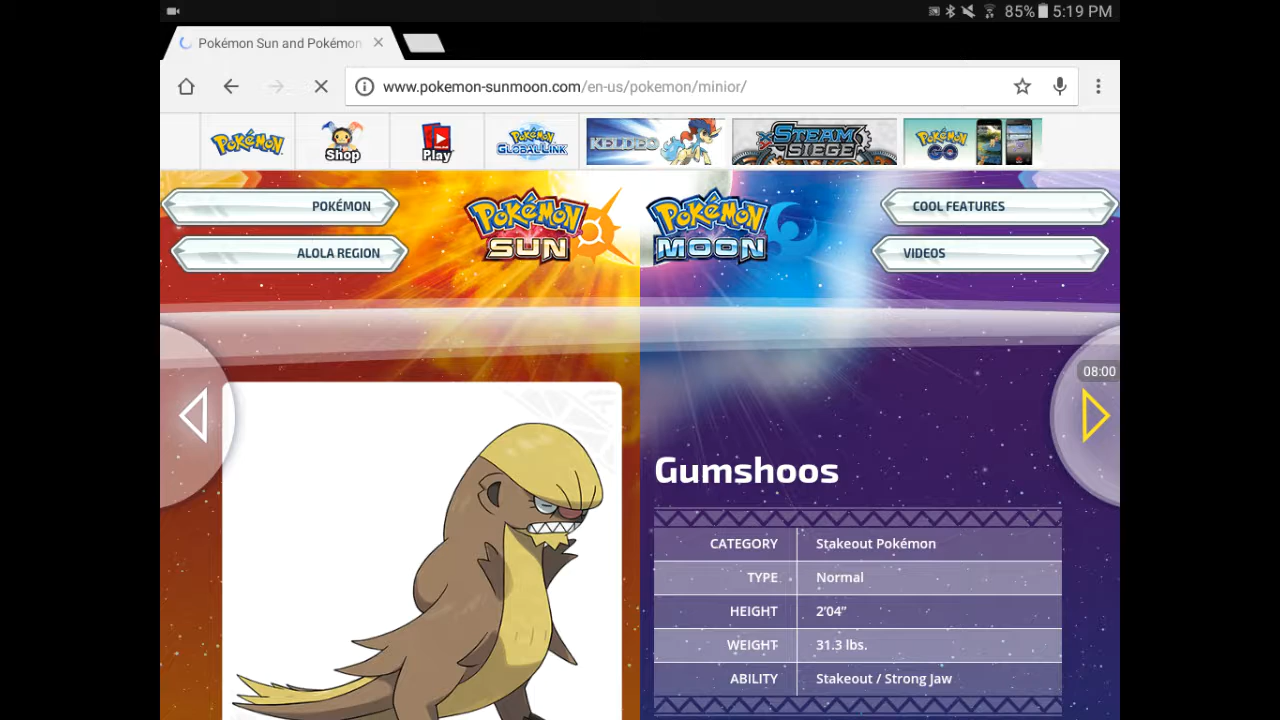 85% 5:19 PM
Pokémon Sun and Pokémon
www.pokemon-sunmoon.com/en-us/pokemon/minior/
Pokémon
Shop
Play
Pokémon GLOBAL LINK
KELDEO
STEAM SIEGE
POKÉMON GO
POKÉMON
ALOLA REGION
POKÉMON SUN
POKÉMON MOON
COOL FEATURES
VIDEOS
08:00
Gumshoos
CATEGORY Stakeout Pokémon
TYPE Normal
HEIGHT 2'04”
WEIGHT 31.3 lbs.
ABILITY Stakeout / Strong Jaw